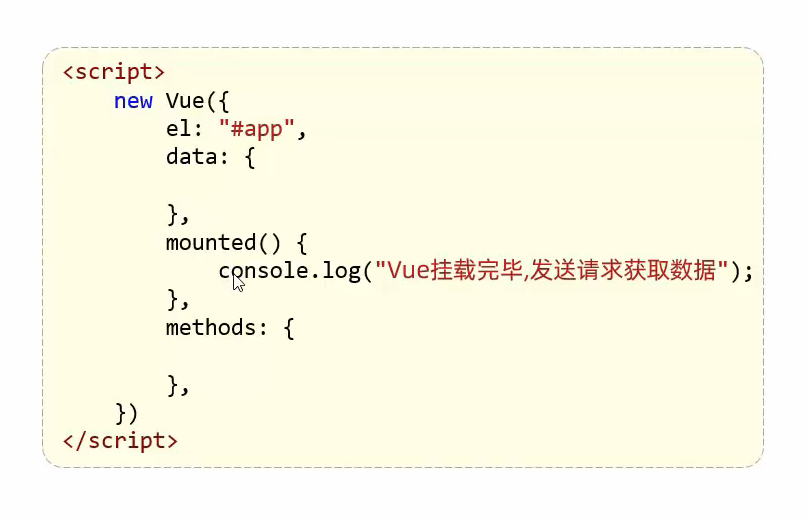 <script>
    new Vue({
        el: "#app",
        data: {

        },
        mounted() {
            console.log("Vue挂载完毕,发送请求获取数据");
        },
        methods: {

        },
    })
</script>